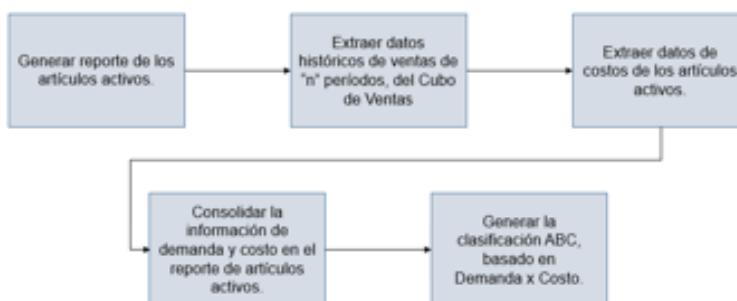 Generar reporte de los
artículos activos.
Extraer datos
históricos de ventas de
"n" períodos, del Cubo
de Ventas
Extraer datos de
costos de los artículos
activos.
Consolidar la
información de
demanda y costo en el
reporte de artículos
activos.
Generar la
clasificación ABC,
basado en
Demanda x Costo.